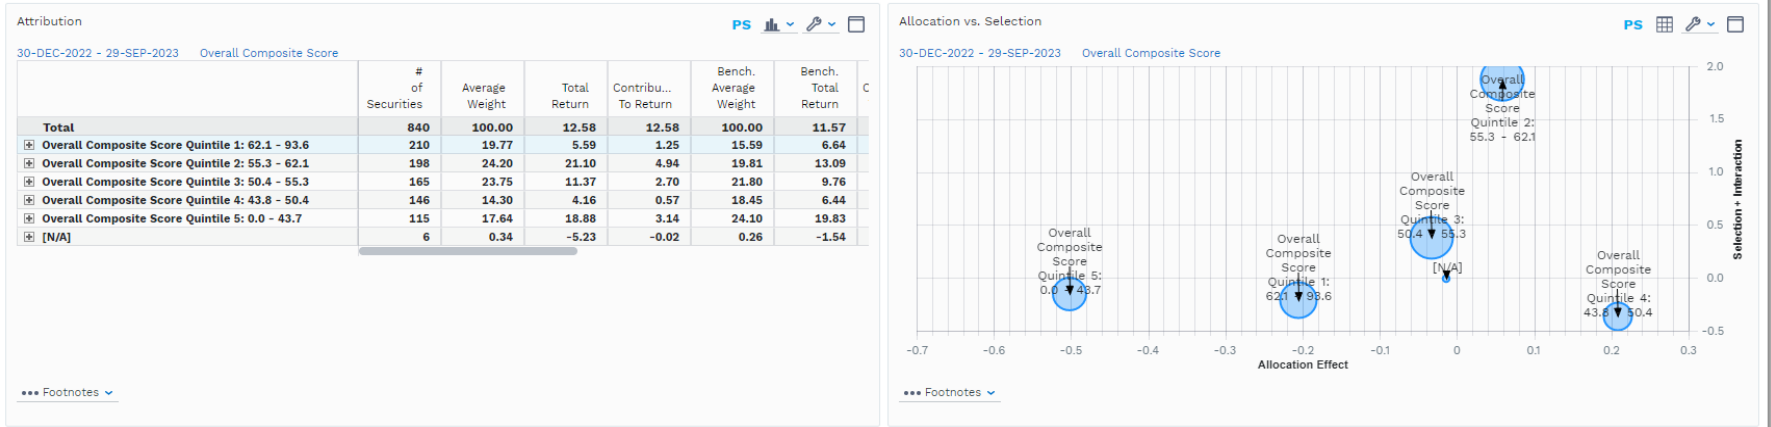 Attribution
PS
30-DEC-2022 - 29-SEP-2023 Overall Composite Score
# of Securities Average Weight Total Return Contribu... To Return Bench. Average Weight Bench. Total Return C
Total 840 100.00 12.58 12.58 100.00 11.57
Overall Composite Score Quintile 1: 62.1 - 93.6 210 19.77 5.59 1.25 15.59 6.64
Overall Composite Score Quintile 2: 55.3 - 62.1 198 24.20 21.10 4.94 19.81 13.09
Overall Composite Score Quintile 3: 50.4 - 55.3 165 23.75 11.37 2.70 21.80 9.76
Overall Composite Score Quintile 4: 43.8 - 50.4 146 14.30 4.16 0.57 18.45 6.44
Overall Composite Score Quintile 5: 0.0 - 43.7 115 17.64 18.88 3.14 24.10 19.83
[N/A] 6 0.34 -5.23 -0.02 0.26 -1.54
Footnotes
Allocation vs. Selection
PS
30-DEC-2022 - 29-SEP-2023 Overall Composite Score
Overall
Composite
Score
Quintile 2:
55.3 - 62.1
Overall
Composite
Score
Quintile 3:
50.4 - 55.3
Overall
Composite
Score
Quintile 5:
0.0 - 43.7
Overall
Composite
Score
Quintile 1:
62.1 - 93.6
[N/A]
Overall
Composite
Score
Quintile 4:
43.8 - 50.4
2.0
1.5
1.0
0.5
0.0
-0.5
Selection + Interaction
-0.7 -0.6 -0.5 -0.4 -0.3 -0.2 -0.1 0 0.1 0.2 0.3
Allocation Effect
Footnotes